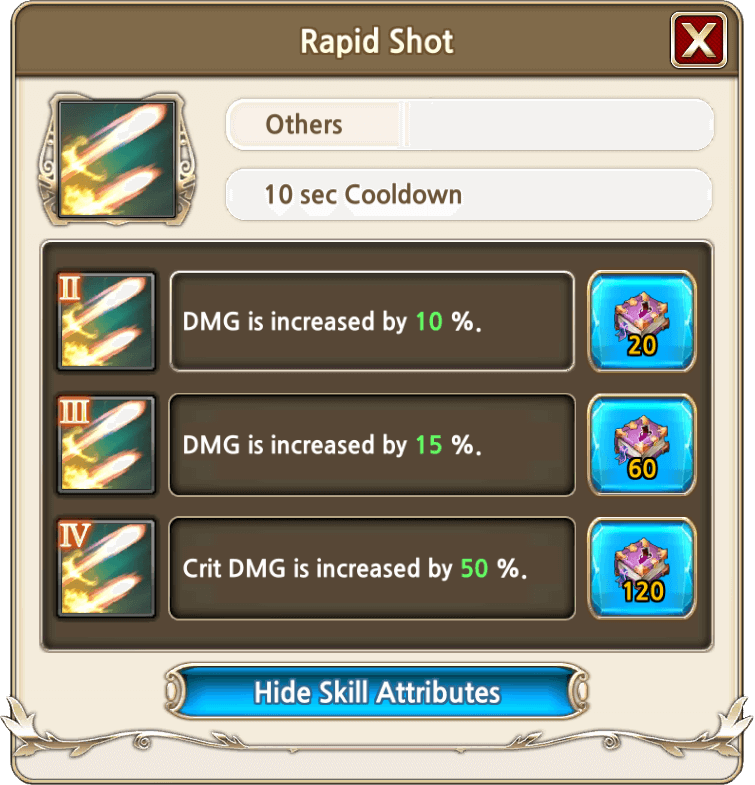 Rapid Shot
X
Others
10 sec Cooldown
II
DMG is increased by 10 %.
20
III
DMG is increased by 15 %.
60
IV
Crit DMG is increased by 50 %.
120
Hide Skill Attributes